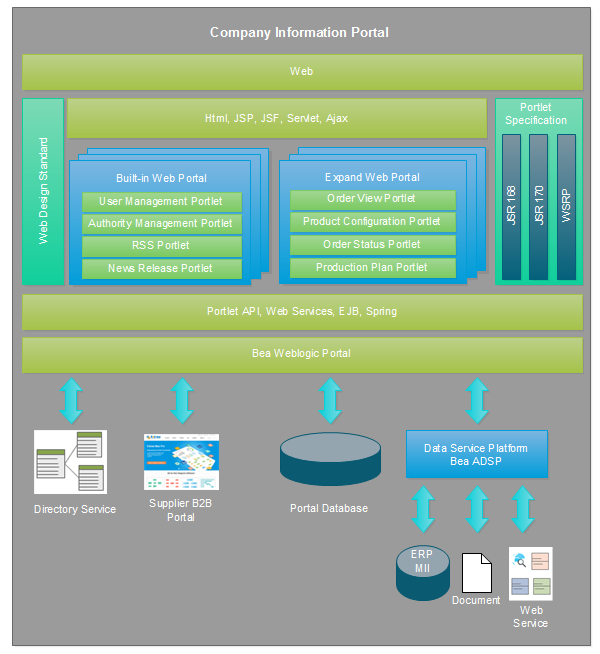 Company Information Portal
Web
Web Design Standard
Html, JSP, JSF, Servlet, Ajax
Portlet
Specification
JSR 168
JSR 170
WSRP
Built-in Web Portal
User Management Portlet
Authority Management Portlet
RSS Portlet
News Release Portlet
Expand Web Portal
Order View Portlet
Product Configuration Portlet
Order Status Portlet
Production Plan Portlet
Portlet API, Web Services, EJB, Spring
Bea Weblogic Portal
Directory Service
Supplier B2B
Portal
Portal Database
Data Service Platform
Bea ADSP
ERP
MII
Document
Web
Service